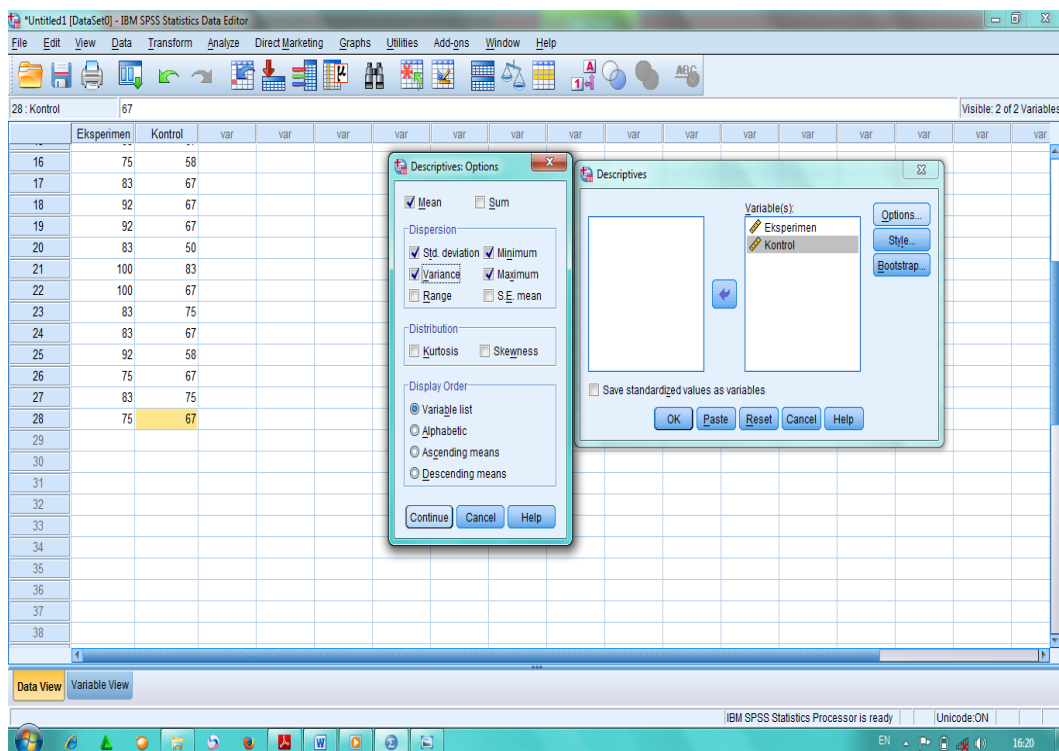 *Untitled1 [DataSet0] - IBM SPSS Statistics Data Editor
File Edit View Data Transform Analyze Direct Marketing Graphs Utilities Add-ons Window Help
28 : Kontrol 67 Visible: 2 of 2 Variables
Eksperimen Kontrol var var var var var var var var var var var var var var
16 75 58
17 83 67
18 92 67
19 92 67
20 83 50
21 100 83
22 100 67
23 83 75
24 83 67
25 92 58
26 75 67
27 83 75
28 75 67
29
30
31
32
33
34
35
36
37
38
Descriptives: Options
Mean Sum
Dispersion
Std. deviation Minimum
Variance Maximum
Range S.E. mean
Distribution
Kurtosis Skewness
Display Order
Variable list
Alphabetic
Ascending means
Descending means
Continue Cancel Help
Descriptives
Variable(s):
Eksperimen
Kontrol
Options...
Style...
Bootstrap...
Save standardized values as variables
OK Paste Reset Cancel Help
Data View Variable View
IBM SPSS Statistics Processor is ready Unicode:ON
EN 16:20